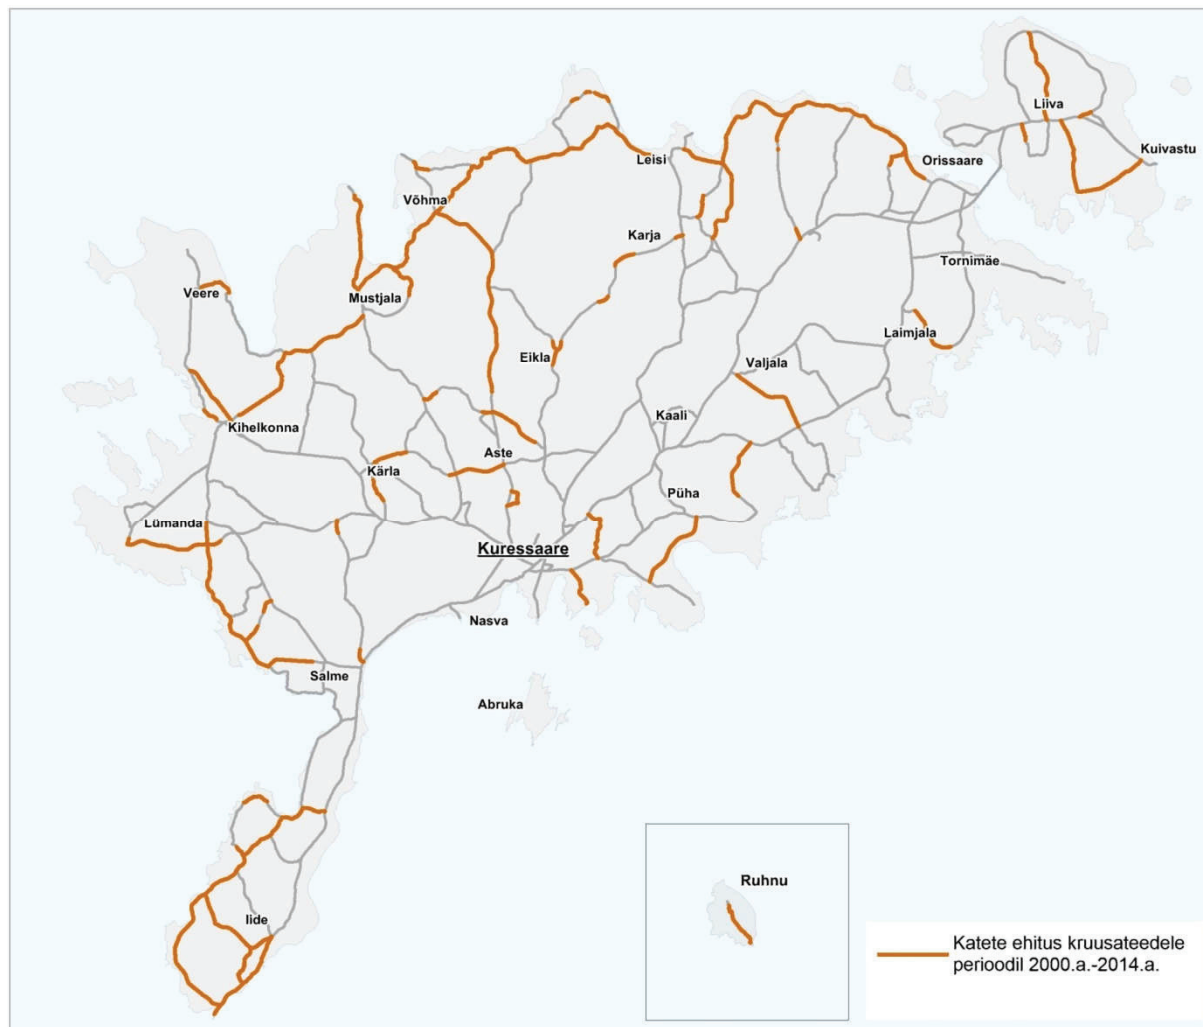 Liiva
Kuivastu
Orissaare
Leisi
Võhma
Karja
Tornimäe
Veere
Mustjala
Laimjala
Eikla
Valjala
Kaali
Kihelkonna
Aste
Kärla
Püha
Lümanda
Kuressaare
Nasva
Salme
Abruka
Ruhnu
Iide
Katete ehitus kruusateedele
perioodil 2000.a.-2014.a.